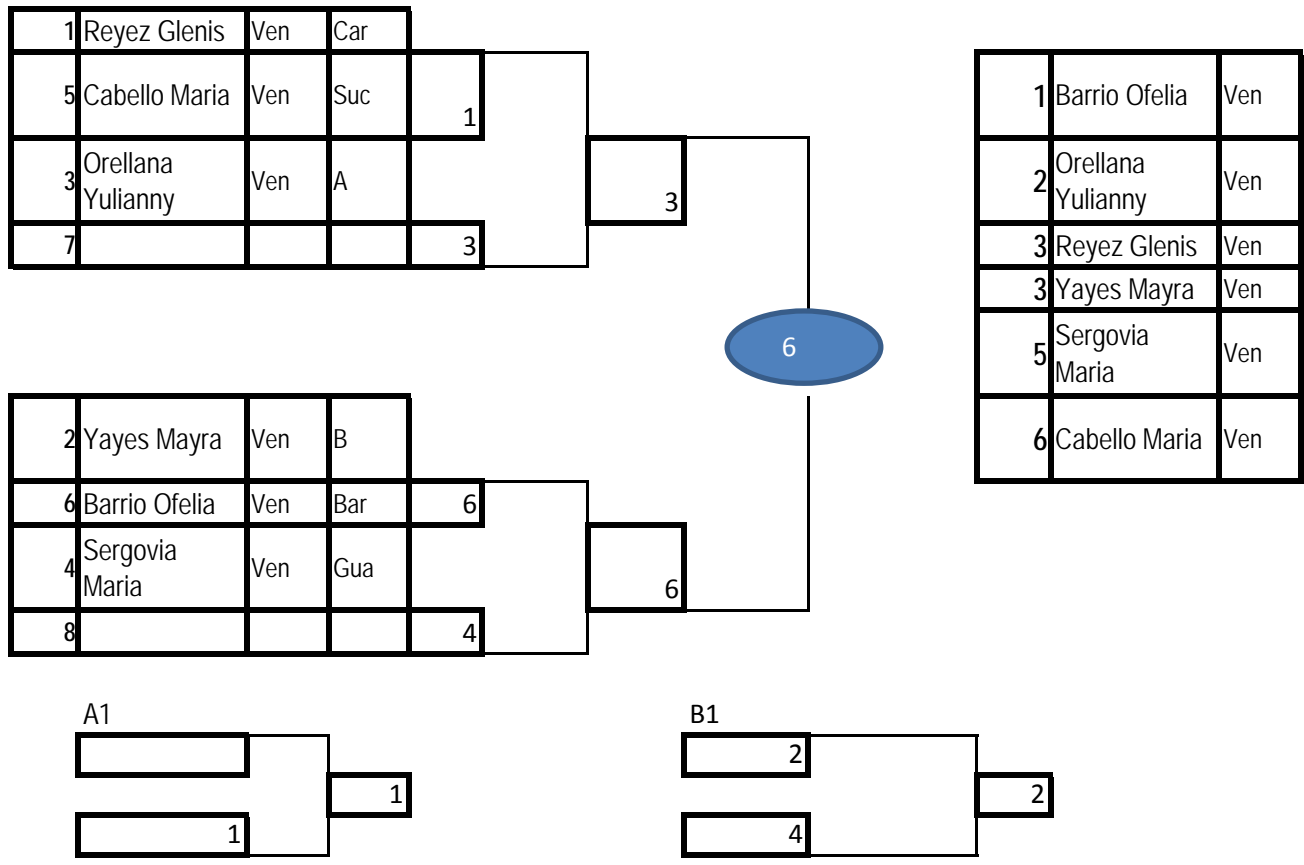 1 Reyez Glenis Ven Car
5 Cabello Maria Ven Suc 1
3 Orellana Yulianny Ven A
7 3
3
6
2 Yayes Mayra Ven B
6 Barrio Ofelia Ven Bar 6
4 Sergovia Maria Ven Gua
8 4
6
1 Barrio Ofelia Ven
2 Orellana Yulianny Ven
3 Reyez Glenis Ven
3 Yayes Mayra Ven
5 Sergovia Maria Ven
6 Cabello Maria Ven
A1
1
1
B1
2
2
4